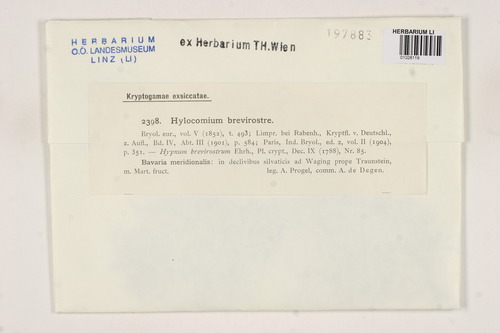 HERBARIUM
O.Ö. LANDESMUSEUM
LINZ (LI)
ex Herbarium TH.Wien
197883
HERBARIUM LI
Kryptogamae exsiccatae.
2398. Hylocomium brevirostre.
Bryol. eur., vol. V (1852), t. 493; Limpr. bei Rabenh., Kryptfl. v. Deutschl.,
2. Aufl., Bd. IV, Abt. III (1901), p. 584; Paris, Ind. Bryol., ed. 2, vol. II (1904),
p. 351. — Hypnum brevirostrum Ehrh., Pl. crypt., Dec. IX (1788), Nr. 85.
Bavaria meridionalis: in declivibus silvaticis ad Waging prope Traunstein,
m. Mart. fruct. leg. A. Progel, comm. A. de Degen.